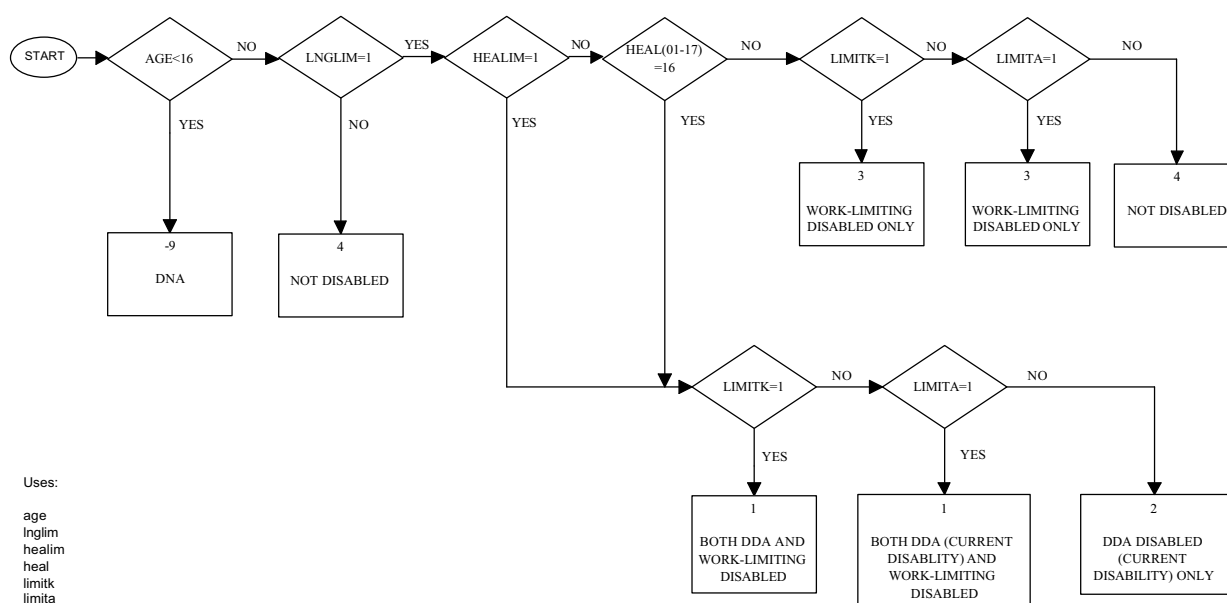 START
AGE<16
NO
LNGLIM=1
YES
HEALIM=1
NO
HEAL(01-17)
=16
NO
LIMITK=1
NO
LIMITA=1
NO
YES
NO
YES
YES
YES
YES
3
WORK-LIMITING
DISABLED ONLY
3
WORK-LIMITING
DISABLED ONLY
4
NOT DISABLED
-9
DNA
4
NOT DISABLED
LIMITK=1
NO
LIMITA=1
NO
YES
YES
1
BOTH DDA AND
WORK-LIMITING
DISABLED
1
BOTH DDA (CURRENT
DISABLITY) AND
WORK-LIMITING
DISABLED
2
DDA DISABLED
(CURRENT
DISABILITY) ONLY
Uses:
age
lnglim
healim
heal
limitk
limita